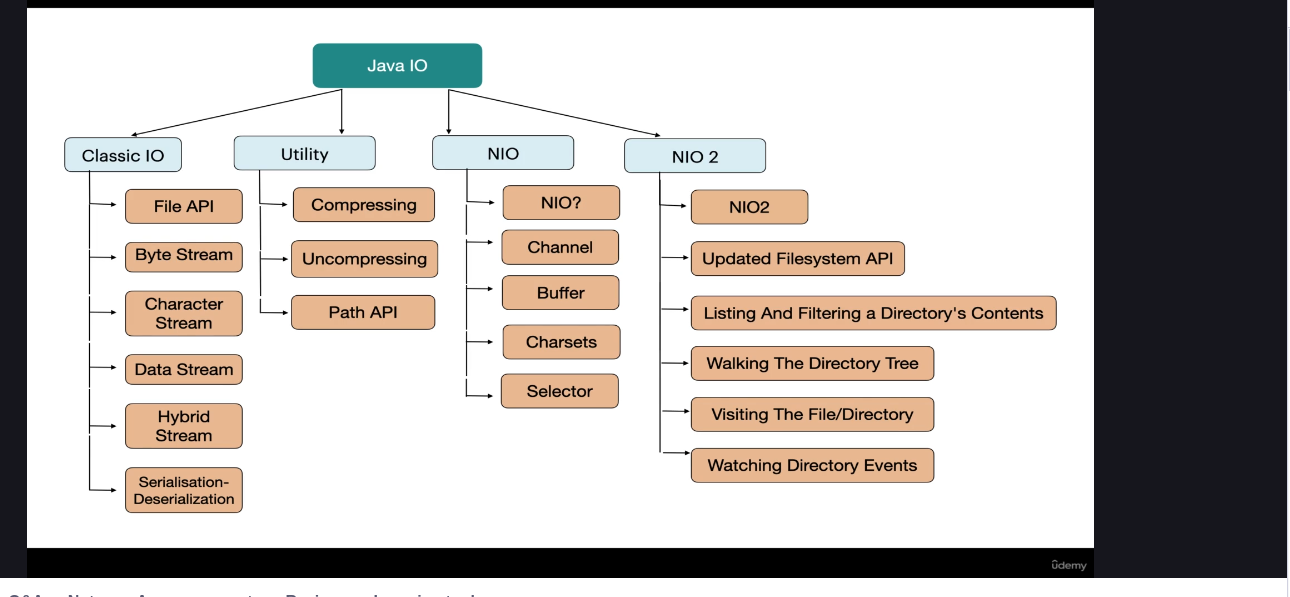 Java IO
Classic IO
File API
Byte Stream
Character
Stream
Data Stream
Hybrid
Stream
Serialisation-
Deserialization
Utility
Compressing
Uncompressing
Path API
NIO
NIO?
Channel
Buffer
Charsets
Selector
NIO 2
NIO2
Updated Filesystem API
Listing And Filtering a Directory's Contents
Walking The Directory Tree
Visiting The File/Directory
Watching Directory Events
ûdemy